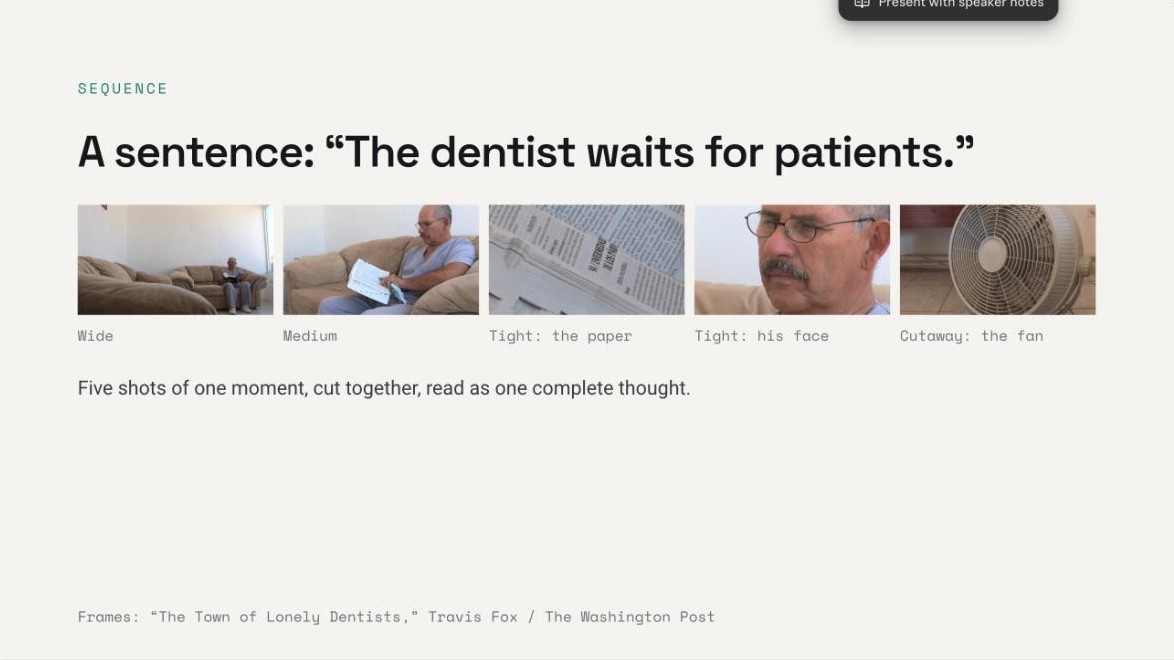 Present with speaker notes
SEQUENCE
A sentence: “The dentist waits for patients.”
Wide
Medium
Tight: the paper
Tight: his face
Cutaway: the fan
Five shots of one moment, cut together, read as one complete thought.
Frames: “The Town of Lonely Dentists,” Travis Fox / The Washington Post